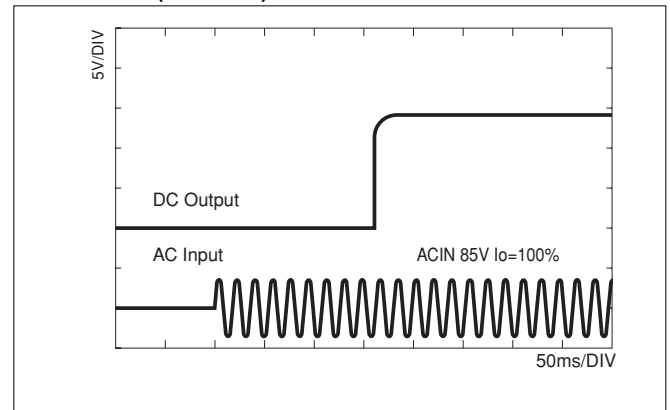 5V/DIV
DC Output
AC Input
ACIN 85V Io=100%
50ms/DIV